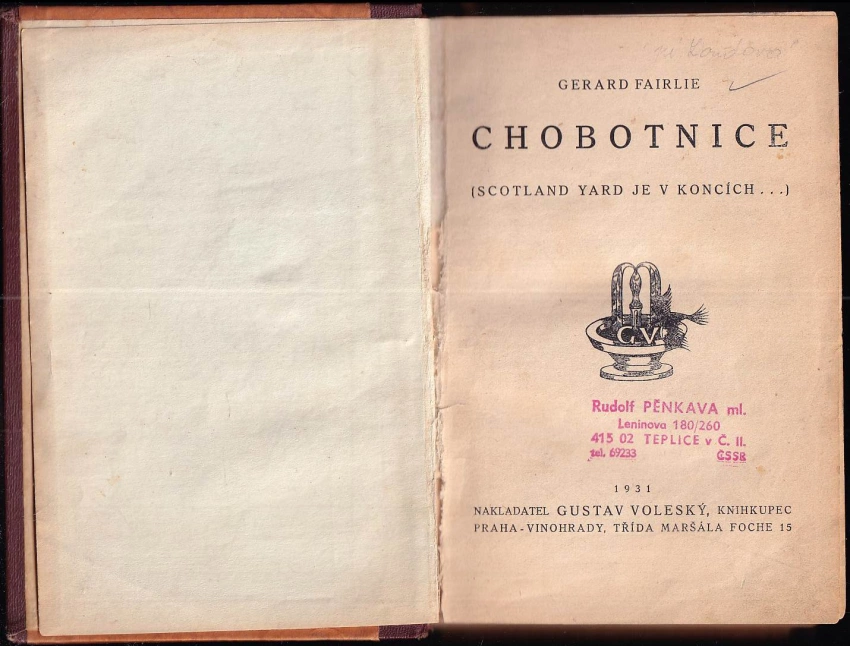 GERARD FAIRLIE
CHOBOTNICE
(SCOTLAND YARD JE V KONCÍCH...)
G.V.
Rudolf PĚNKAVA ml.
Leninova 180/260
415 02 TEPLICE v Č. II.
tel. 69233 ČSSR
1931
NAKLADATEL GUSTAV VOLESKÝ, KNIHKUPEC
PRAHA-VINOHRADY, TŘÍDA MARŠÁLA FOCHE 15